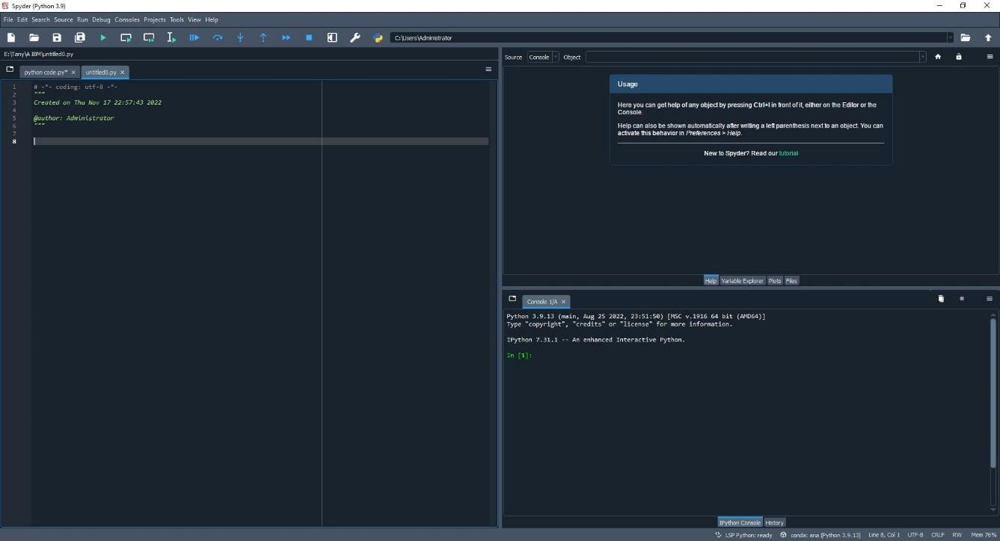 Spyder (Python 3.9)
File Edit Search Source Run Debug Consoles Projects Tools View Help
C:\Users\Administrator
E:\Tany\A IBM\untitled0.py
python code.py*
untitled0.py
1 # -*- coding: utf-8 -*-
2 """
3 Created on Thu Nov 17 22:57:43 2022
4
5 @author: Administrator
6 """
7
8
Source Console Object
Usage
Here you can get help of any object by pressing Ctrl+I in front of it, either on the Editor or the
Console.
Help can also be shown automatically after writing a left parenthesis next to an object. You can
activate this behavior in Preferences > Help.
New to Spyder? Read our tutorial
Help Variable Explorer Plots Files
Console 1/A
Python 3.9.13 (main, Aug 25 2022, 23:51:50) [MSC v.1916 64 bit (AMD64)]
Type "copyright", "credits" or "license" for more information.
IPython 7.31.1 -- An enhanced Interactive Python.
In [1]:
IPython Console History
LSP Python: ready conda: ana (Python 3.9.13) Line 8, Col 1 UTF-8 CRLF RW Mem 76%